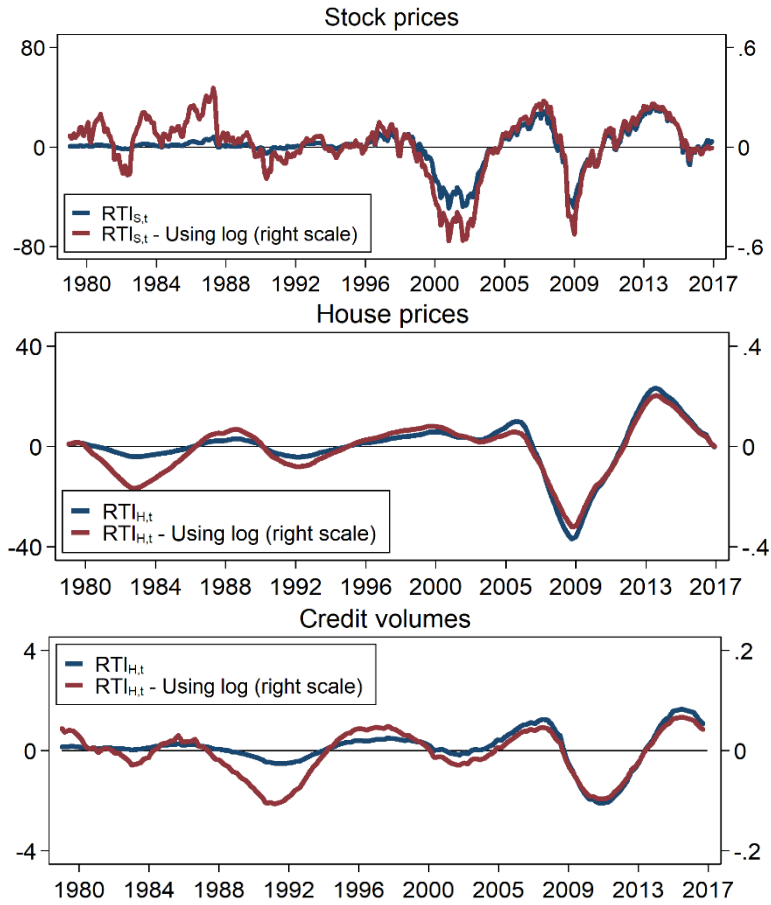 Stock prices
80
0
-80
.6
0
-.6
RTIS,t
RTIS,t - Using log (right scale)
1980 1984 1988 1992 1996 2000 2005 2009 2013 2017
House prices
40
0
-40
.4
0
-.4
RTIH,t
RTIH,t - Using log (right scale)
1980 1984 1988 1992 1996 2000 2005 2009 2013 2017
Credit volumes
4
0
-4
.2
0
-.2
RTIH,t
RTIH,t - Using log (right scale)
1980 1984 1988 1992 1996 2000 2005 2009 2013 2017